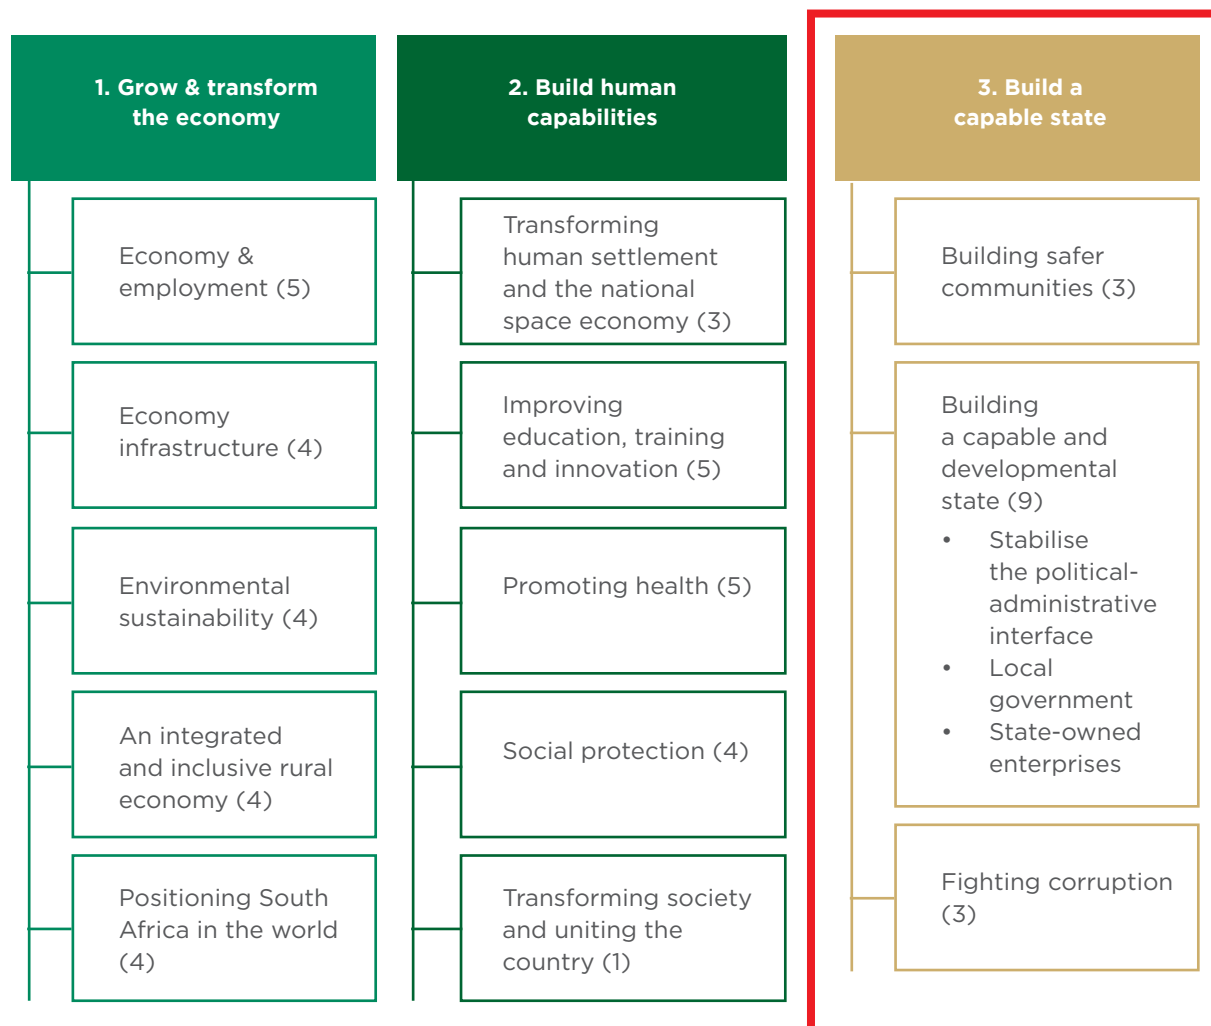 1. Grow & transform
the economy
Economy &
employment (5)
Economy
infrastructure (4)
Environmental
sustainability (4)
An integrated
and inclusive rural
economy (4)
Positioning South
Africa in the world
(4)
2. Build human
capabilities
Transforming
human settlement
and the national
space economy (3)
Improving
education, training
and innovation (5)
Promoting health (5)
Social protection (4)
Transforming society
and uniting the
country (1)
3. Build a
capable state
Building safer
communities (3)
Building
a capable and
developmental
state (9)
• Stabilise
the political-
administrative
interface
• Local
government
• State-owned
enterprises
Fighting corruption
(3)